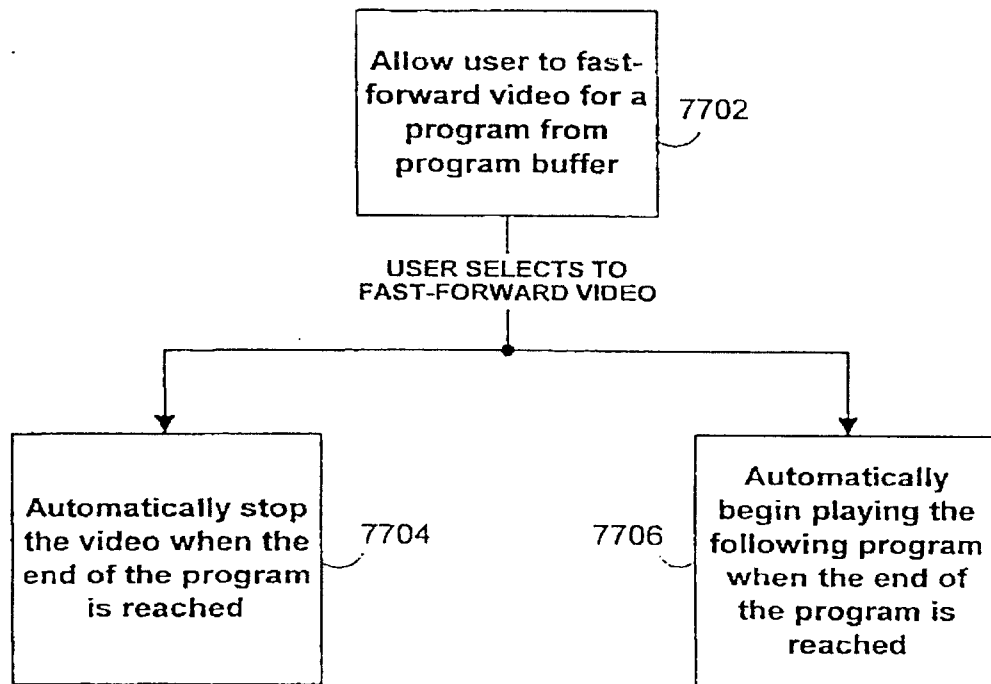 Allow user to fast-
forward video for a
program from
program buffer
7702
USER SELECTS TO
FAST-FORWARD VIDEO
Automatically stop
the video when the
end of the program
is reached
7704
7706
Automatically
begin playing the
following program
when the end of
the program is
reached